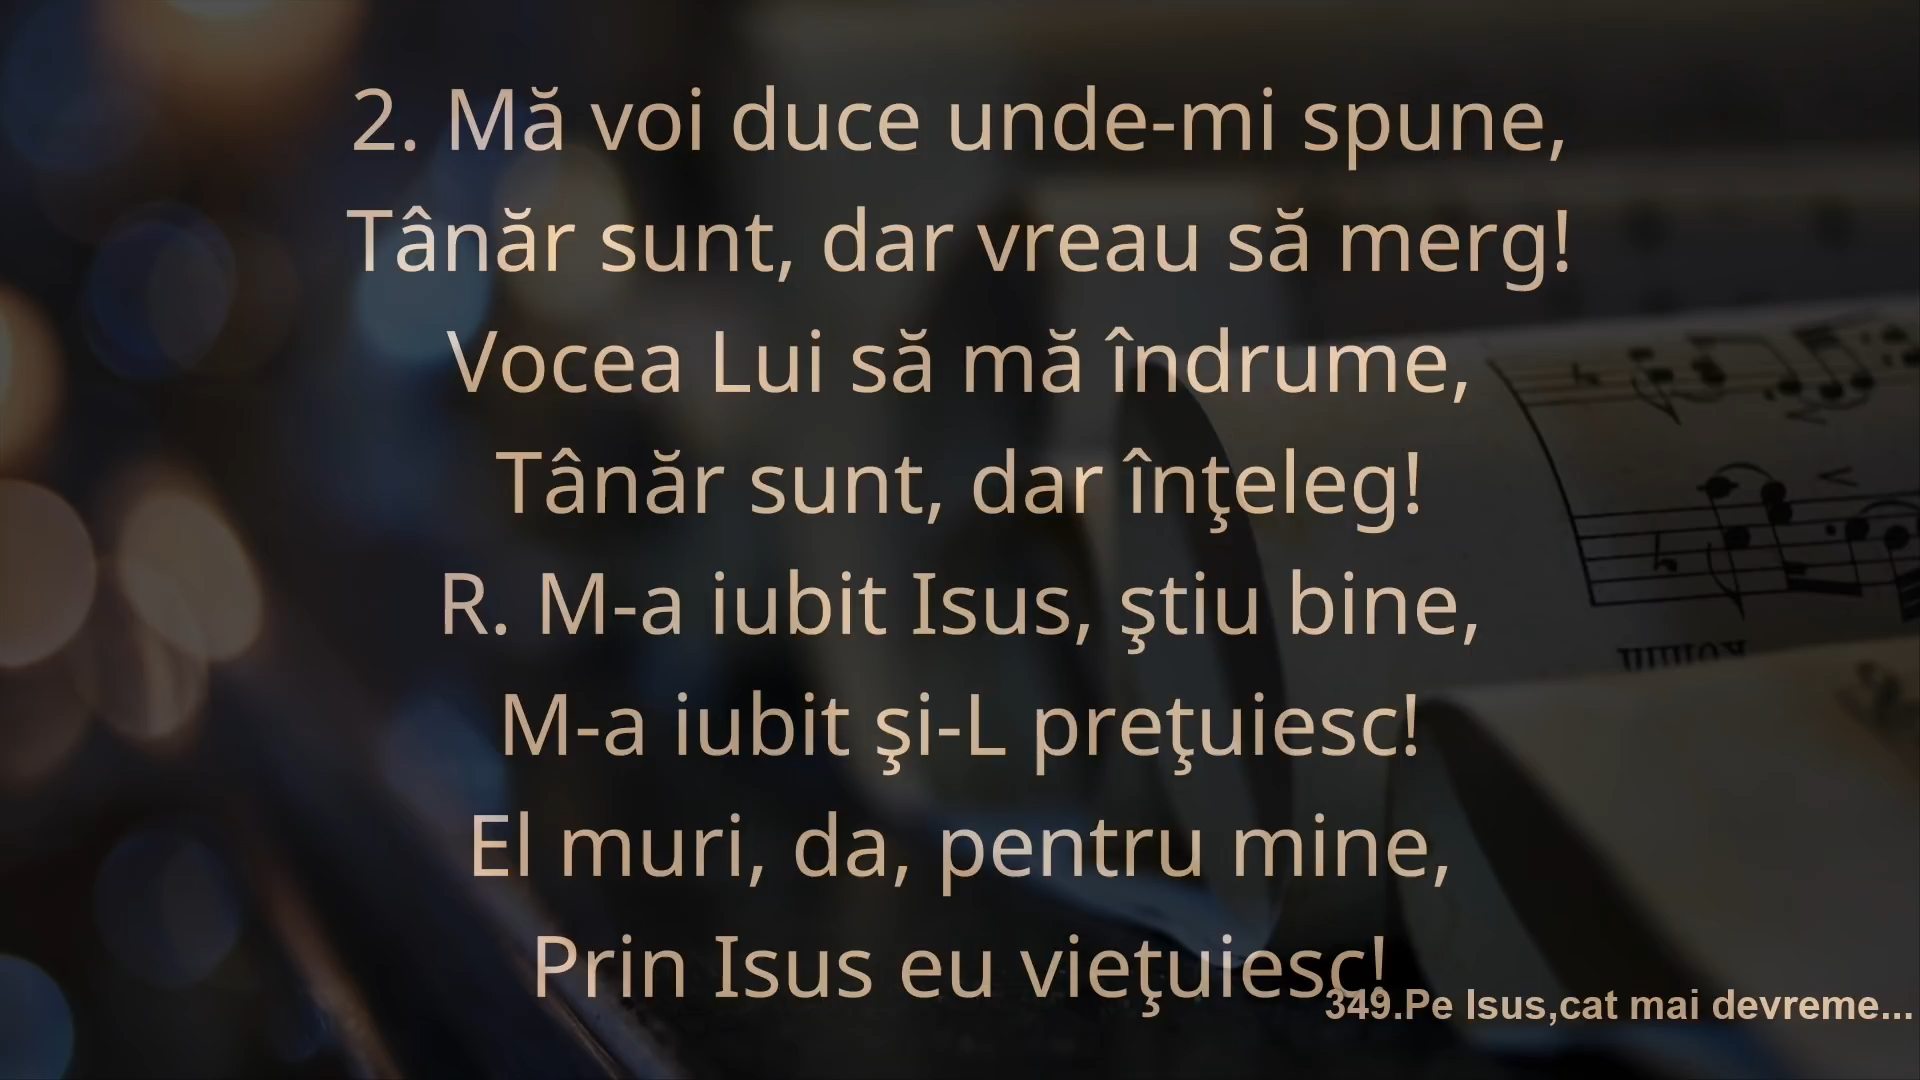 2. Mă voi duce unde-mi spune,
Tânăr sunt, dar vreau să merg!
Vocea Lui să mă îndrume,
Tânăr sunt, dar înţeleg!
R. M-a iubit Isus, ştiu bine,
M-a iubit şi-L preţuiesc!
El muri, da, pentru mine,
Prin Isus eu vieţuiesc!
349.Pe Isus,cat mai devreme...